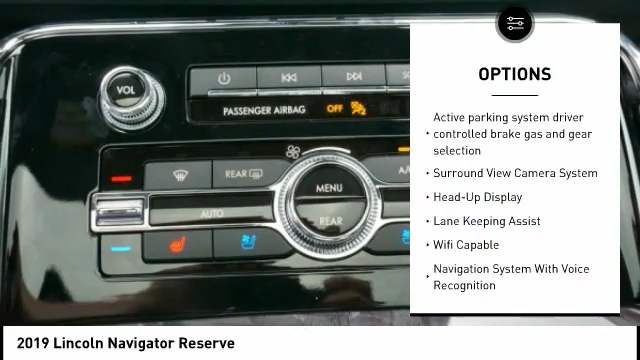 VOL
PASSENGER AIRBAG OFF
REAR
MENU
A/
AUTO
REAR
OPTIONS
Active parking system driver
controlled brake gas and gear
selection
Surround View Camera System
Head-Up Display
Lane Keeping Assist
Wifi Capable
Navigation System With Voice
Recognition
2019 Lincoln Navigator Reserve